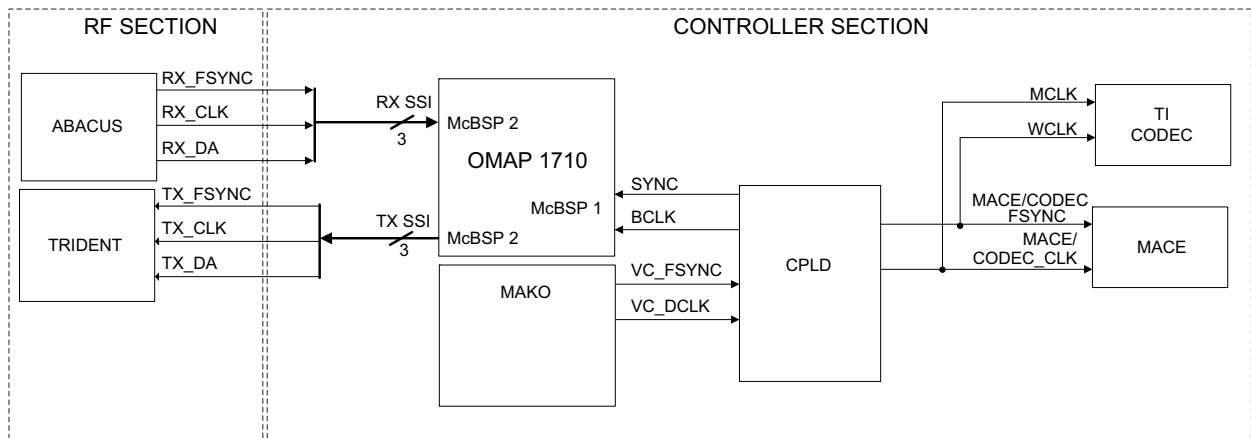 RF SECTION
CONTROLLER SECTION
ABACUS
RX_FSYNC
RX_CLK
RX_DA
TRIDENT
TX_FSYNC
TX_CLK
TX_DA
RX SSI
3
TX SSI
3
McBSP 2
OMAP 1710
McBSP 1
McBSP 2
MAKO
SYNC
BCLK
VC_FSYNC
VC_DCLK
CPLD
MCLK
WCLK
TI
CODEC
MACE/CODEC
FSYNC
MACE/
CODEC_CLK
MACE